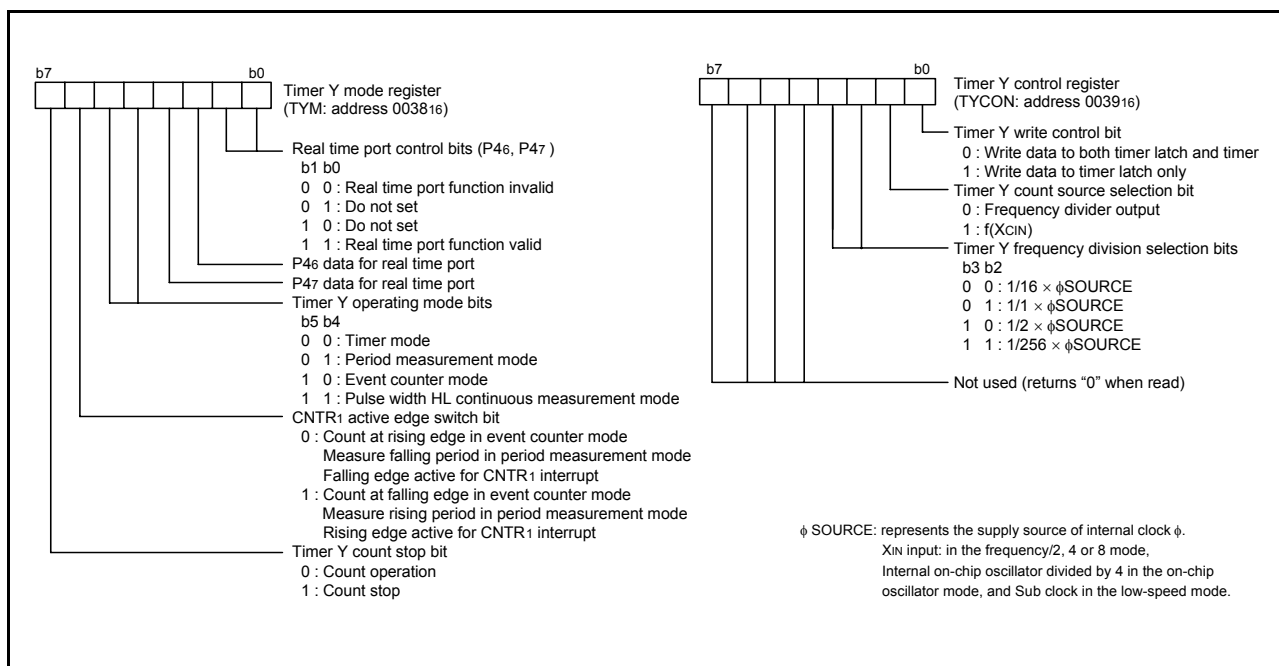 b7 b0
Timer Y mode register
(TYM: address 003816)
Real time port control bits (P46, P47 )
b1 b0
0 0 : Real time port function invalid
0 1 : Do not set
1 0 : Do not set
1 1 : Real time port function valid
P46 data for real time port
P47 data for real time port
Timer Y operating mode bits
b5 b4
0 0 : Timer mode
0 1 : Period measurement mode
1 0 : Event counter mode
1 1 : Pulse width HL continuous measurement mode
CNTR1 active edge switch bit
0 : Count at rising edge in event counter mode
Measure falling period in period measurement mode
Falling edge active for CNTR1 interrupt
1 : Count at falling edge in event counter mode
Measure rising period in period measurement mode
Rising edge active for CNTR1 interrupt
Timer Y count stop bit
0 : Count operation
1 : Count stop
b7 b0
Timer Y control register
(TYCON: address 003916)
Timer Y write control bit
0 : Write data to both timer latch and timer
1 : Write data to timer latch only
Timer Y count source selection bit
0 : Frequency divider output
1 : f(XCIN)
Timer Y frequency division selection bits
b3 b2
0 0 : 1/16 × φSOURCE
0 1 : 1/1 × φSOURCE
1 0 : 1/2 × φSOURCE
1 1 : 1/256 × φSOURCE
Not used (returns “0” when read)
φ SOURCE: represents the supply source of internal clock φ.
XIN input: in the frequency/2, 4 or 8 mode,
Internal on-chip oscillator divided by 4 in the on-chip
oscillator mode, and Sub clock in the low-speed mode.